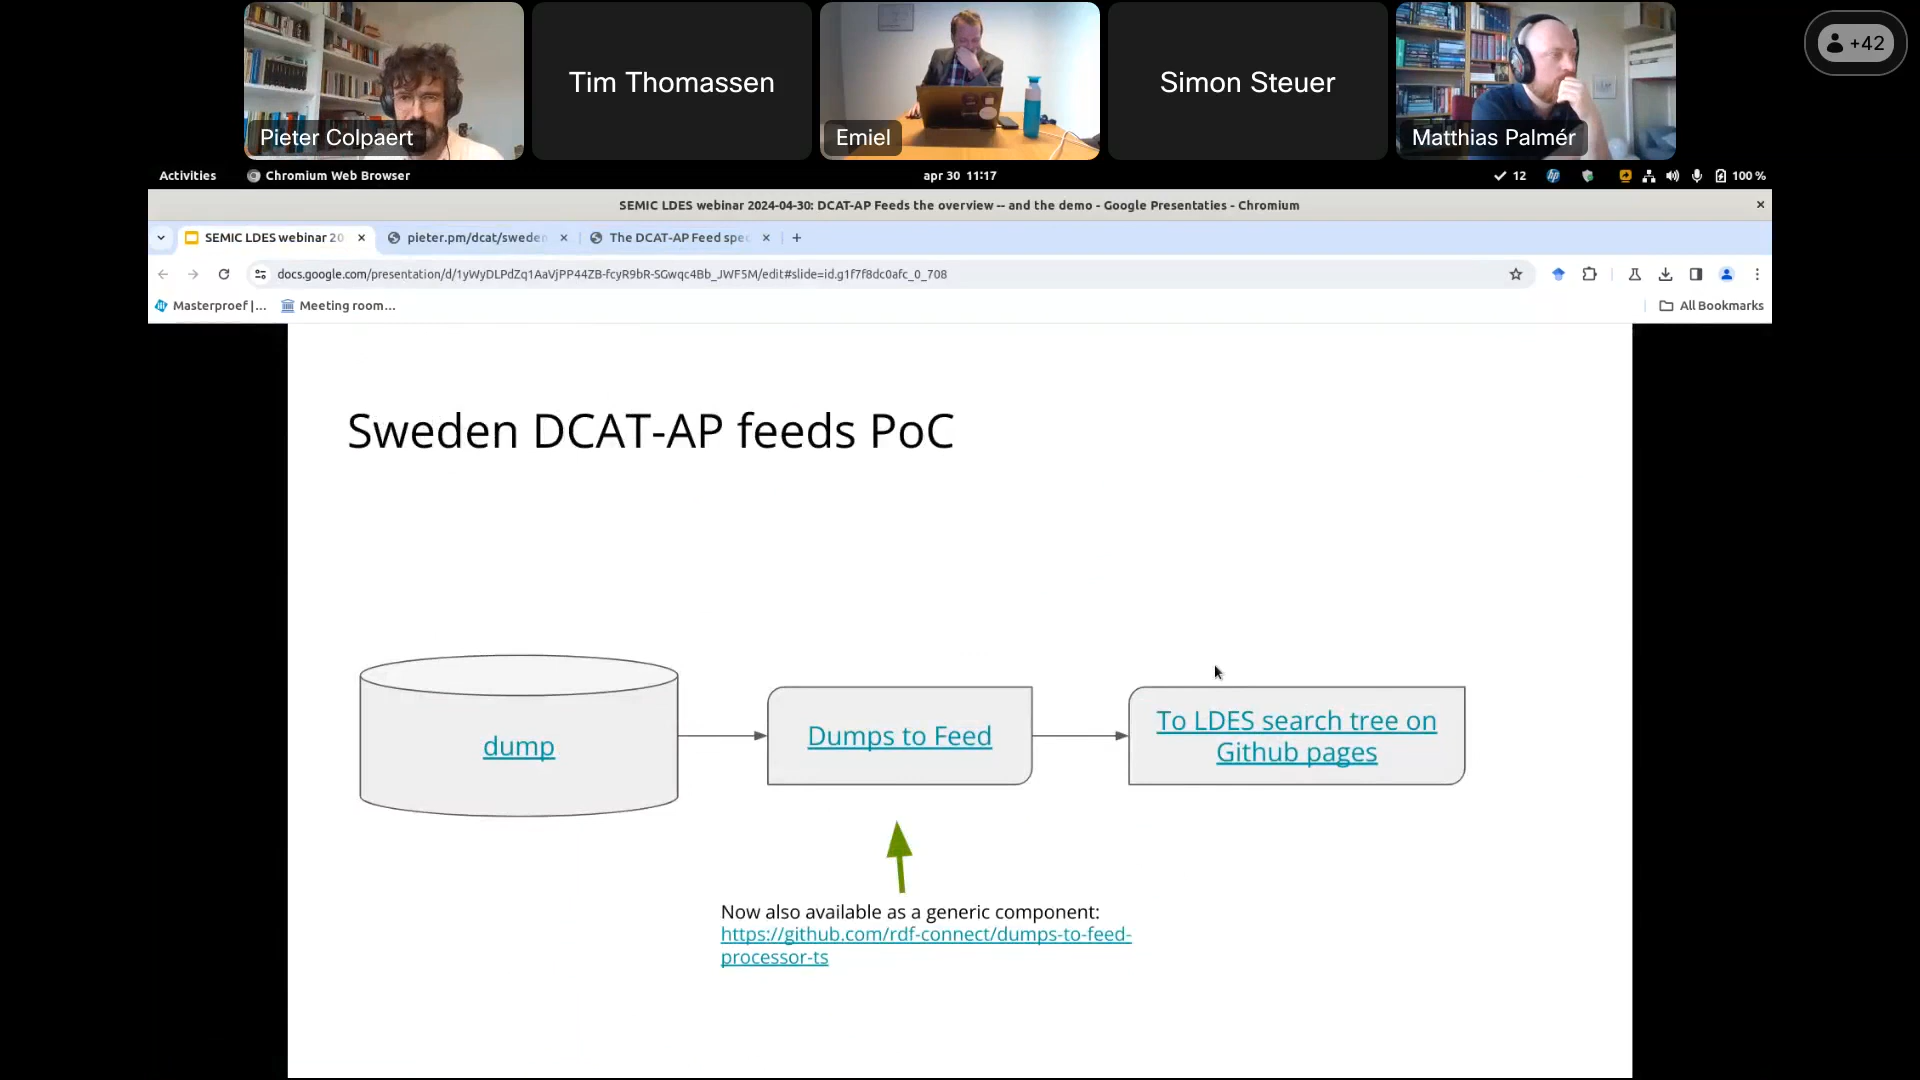 Tim Thomassen
Simon Steuer
+42
Pieter Colpaert
Emiel
Matthias Palmér
Activities
Chromium Web Browser
apr 30 11:17
12
hp
100 %
SEMIC LDES webinar 2024-04-30: DCAT-AP Feeds the overview -- and the demo - Google Presentaties - Chromium
SEMIC LDES webinar 20
pieter.pm/dcat/sweden
The DCAT-AP Feed spec
docs.google.com/presentation/d/1yWyDLPdZq1AaVjPP44ZB-fcyR9bR-SGwqc4Bb_JWF5M/edit#slide=id.g1f7f8dc0afc_0_708
Masterproef |...
Meeting room...
All Bookmarks
Sweden DCAT-AP feeds PoC
dump
Dumps to Feed
To LDES search tree on
Github pages
Now also available as a generic component:
https://github.com/rdf-connect/dumps-to-feed-
processor-ts